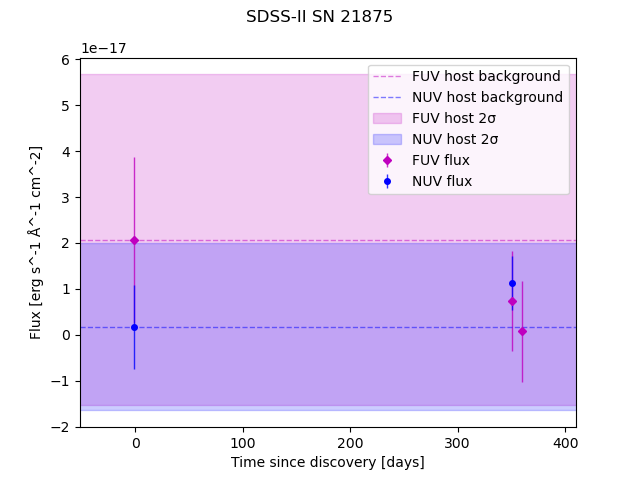 SDSS-II SN 21875
1e−17
FUV host background
NUV host background
FUV host 2σ
NUV host 2σ
FUV flux
NUV flux
6
5
4
3
2
1
0
−1
−2
Flux [erg s^-1 Å^-1 cm^-2]
0 100 200 300 400
Time since discovery [days]